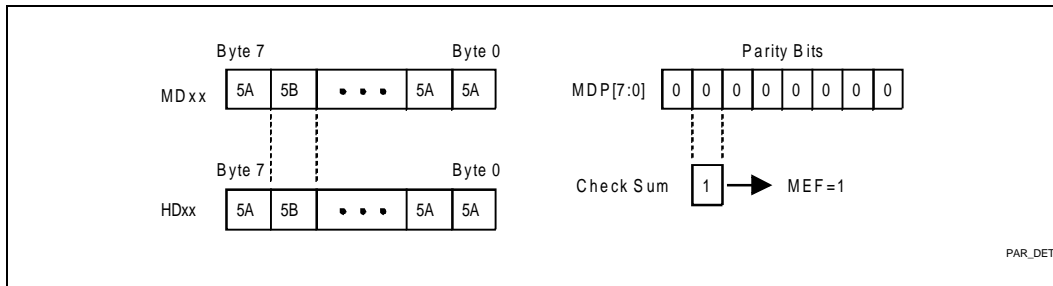 Byte 7 Byte 0
MDxx 5A 5B • • • 5A 5A
Byte 7 Byte 0
HDxx 5A 5B • • • 5A 5A
Parity Bits
MDP[7:0] 0 0 0 0 0 0 0 0
Check Sum 1 MEF=1
PAR_DET